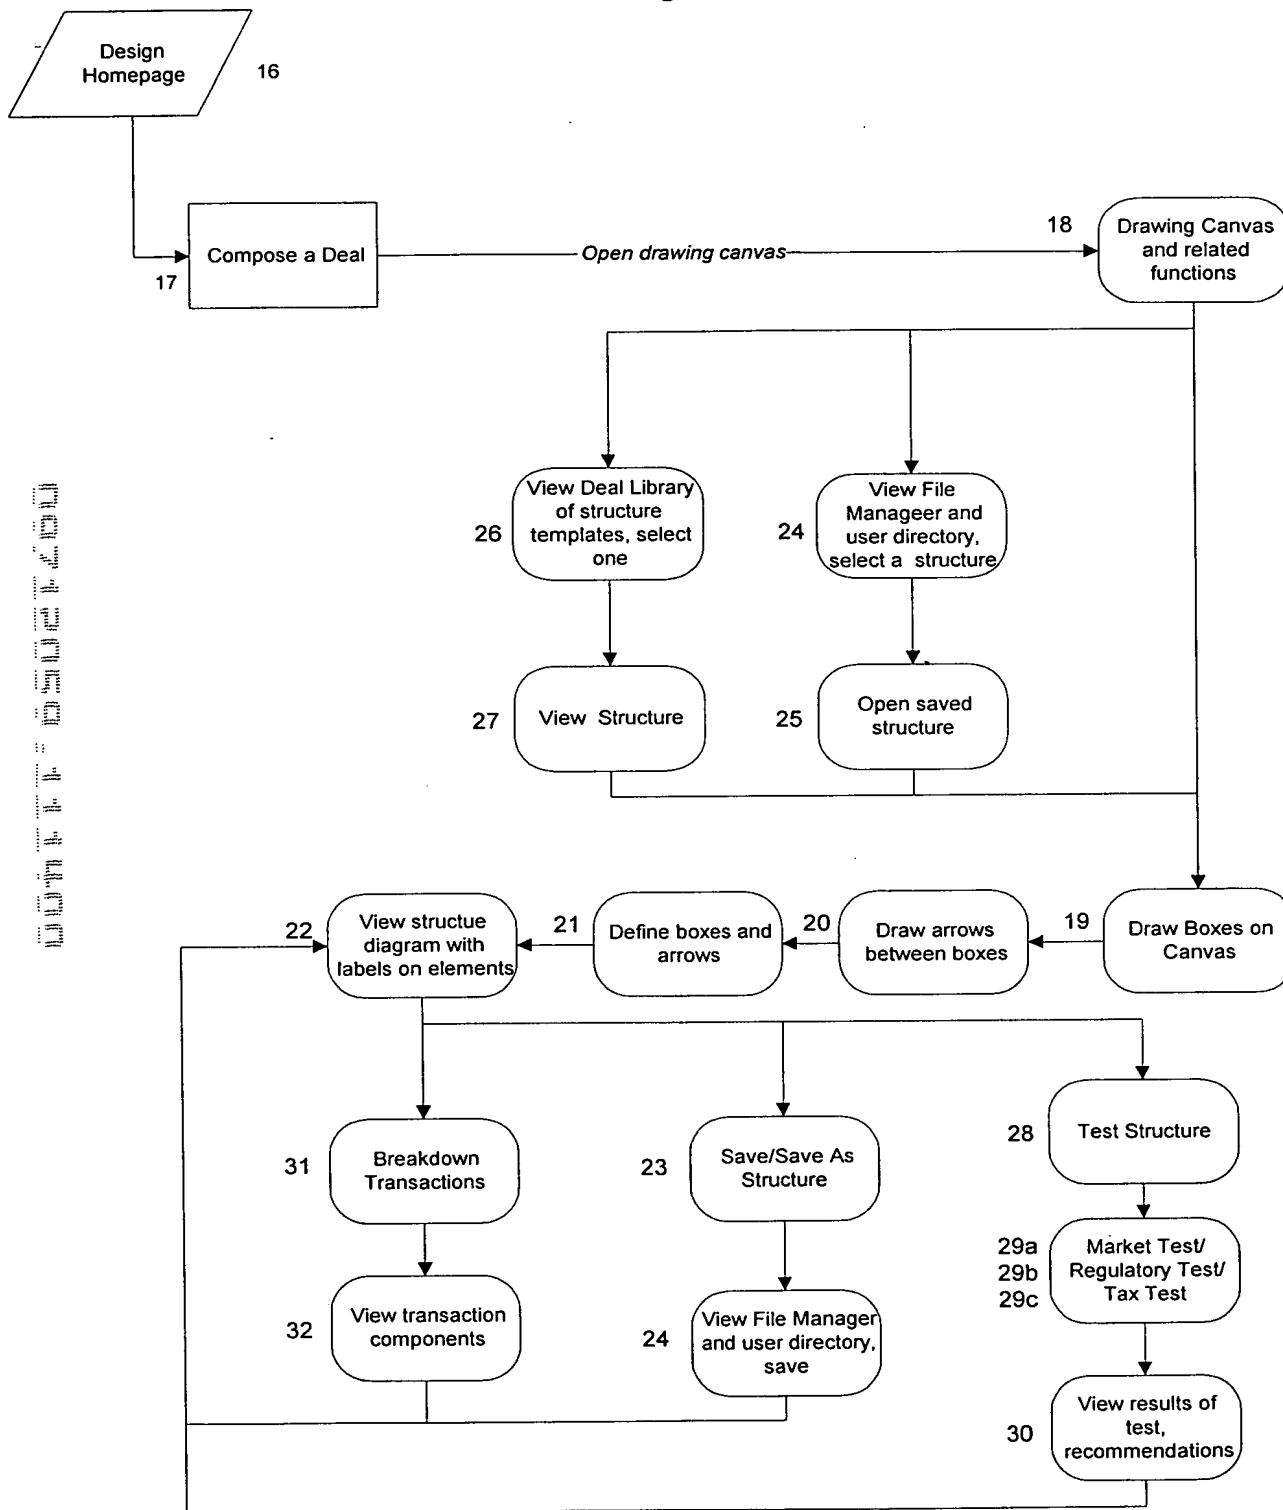 Design
Homepage
16
Compose a Deal
17
Open drawing canvas
18
Drawing Canvas
and related
functions
View Deal Library
of structure
templates, select
one
26
View File
Manageer and
user directory,
select a structure
24
View Structure
27
Open saved
structure
25
22
View structue
diagram with
labels on elements
21
Define boxes and
arrows
20
Draw arrows
between boxes
19
Draw Boxes on
Canvas
31
Breakdown
Transactions
23
Save/Save As
Structure
28
Test Structure
29a
29b
29c
Market Test/
Regulatory Test/
Tax Test
32
View transaction
components
24
View File Manager
and user directory,
save
30
View results of
test,
recommendations